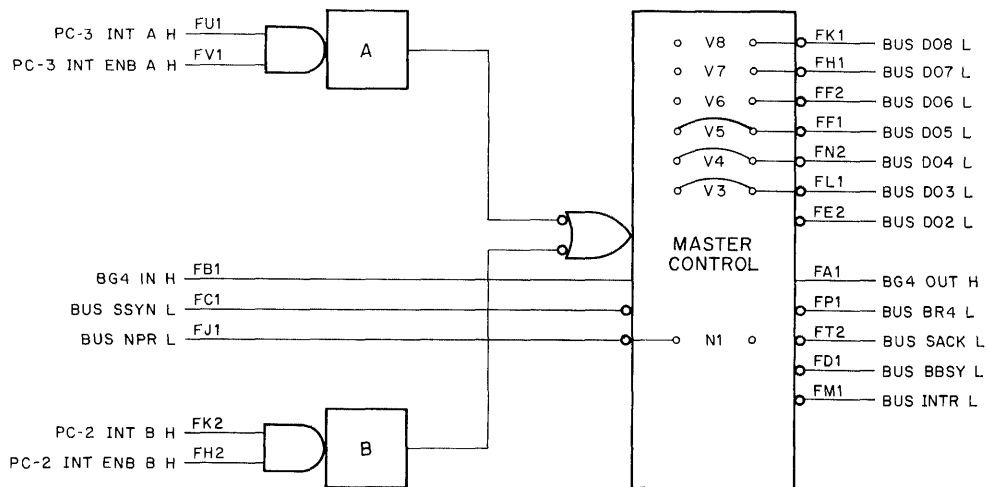 PC-3 INT A H FU1
PC-3 INT ENB A H FV1
A
V8 FK1 BUS D08 L
V7 FH1 BUS D07 L
V6 FF2 BUS D06 L
V5 FF1 BUS D05 L
V4 FN2 BUS D04 L
V3 FL1 BUS D03 L
FE2 BUS D02 L
MASTER
CONTROL
BG4 IN H FB1
FA1 BG4 OUT H
BUS SSYN L FC1
FP1 BUS BR4 L
BUS NPR L FJ1
N1 FT2 BUS SACK L
FD1 BUS BBSY L
FM1 BUS INTR L
PC-2 INT B H FK2
PC-2 INT ENB B H FH2
B